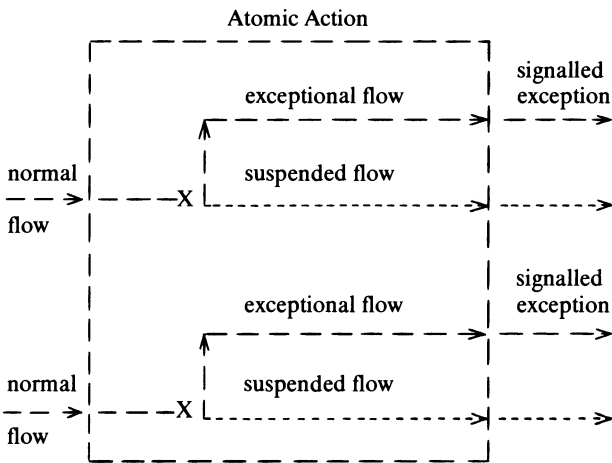 Atomic Action
signalled
exception
exceptional flow
normal
suspended flow
X
flow
signalled
exception
exceptional flow
normal
suspended flow
X
flow